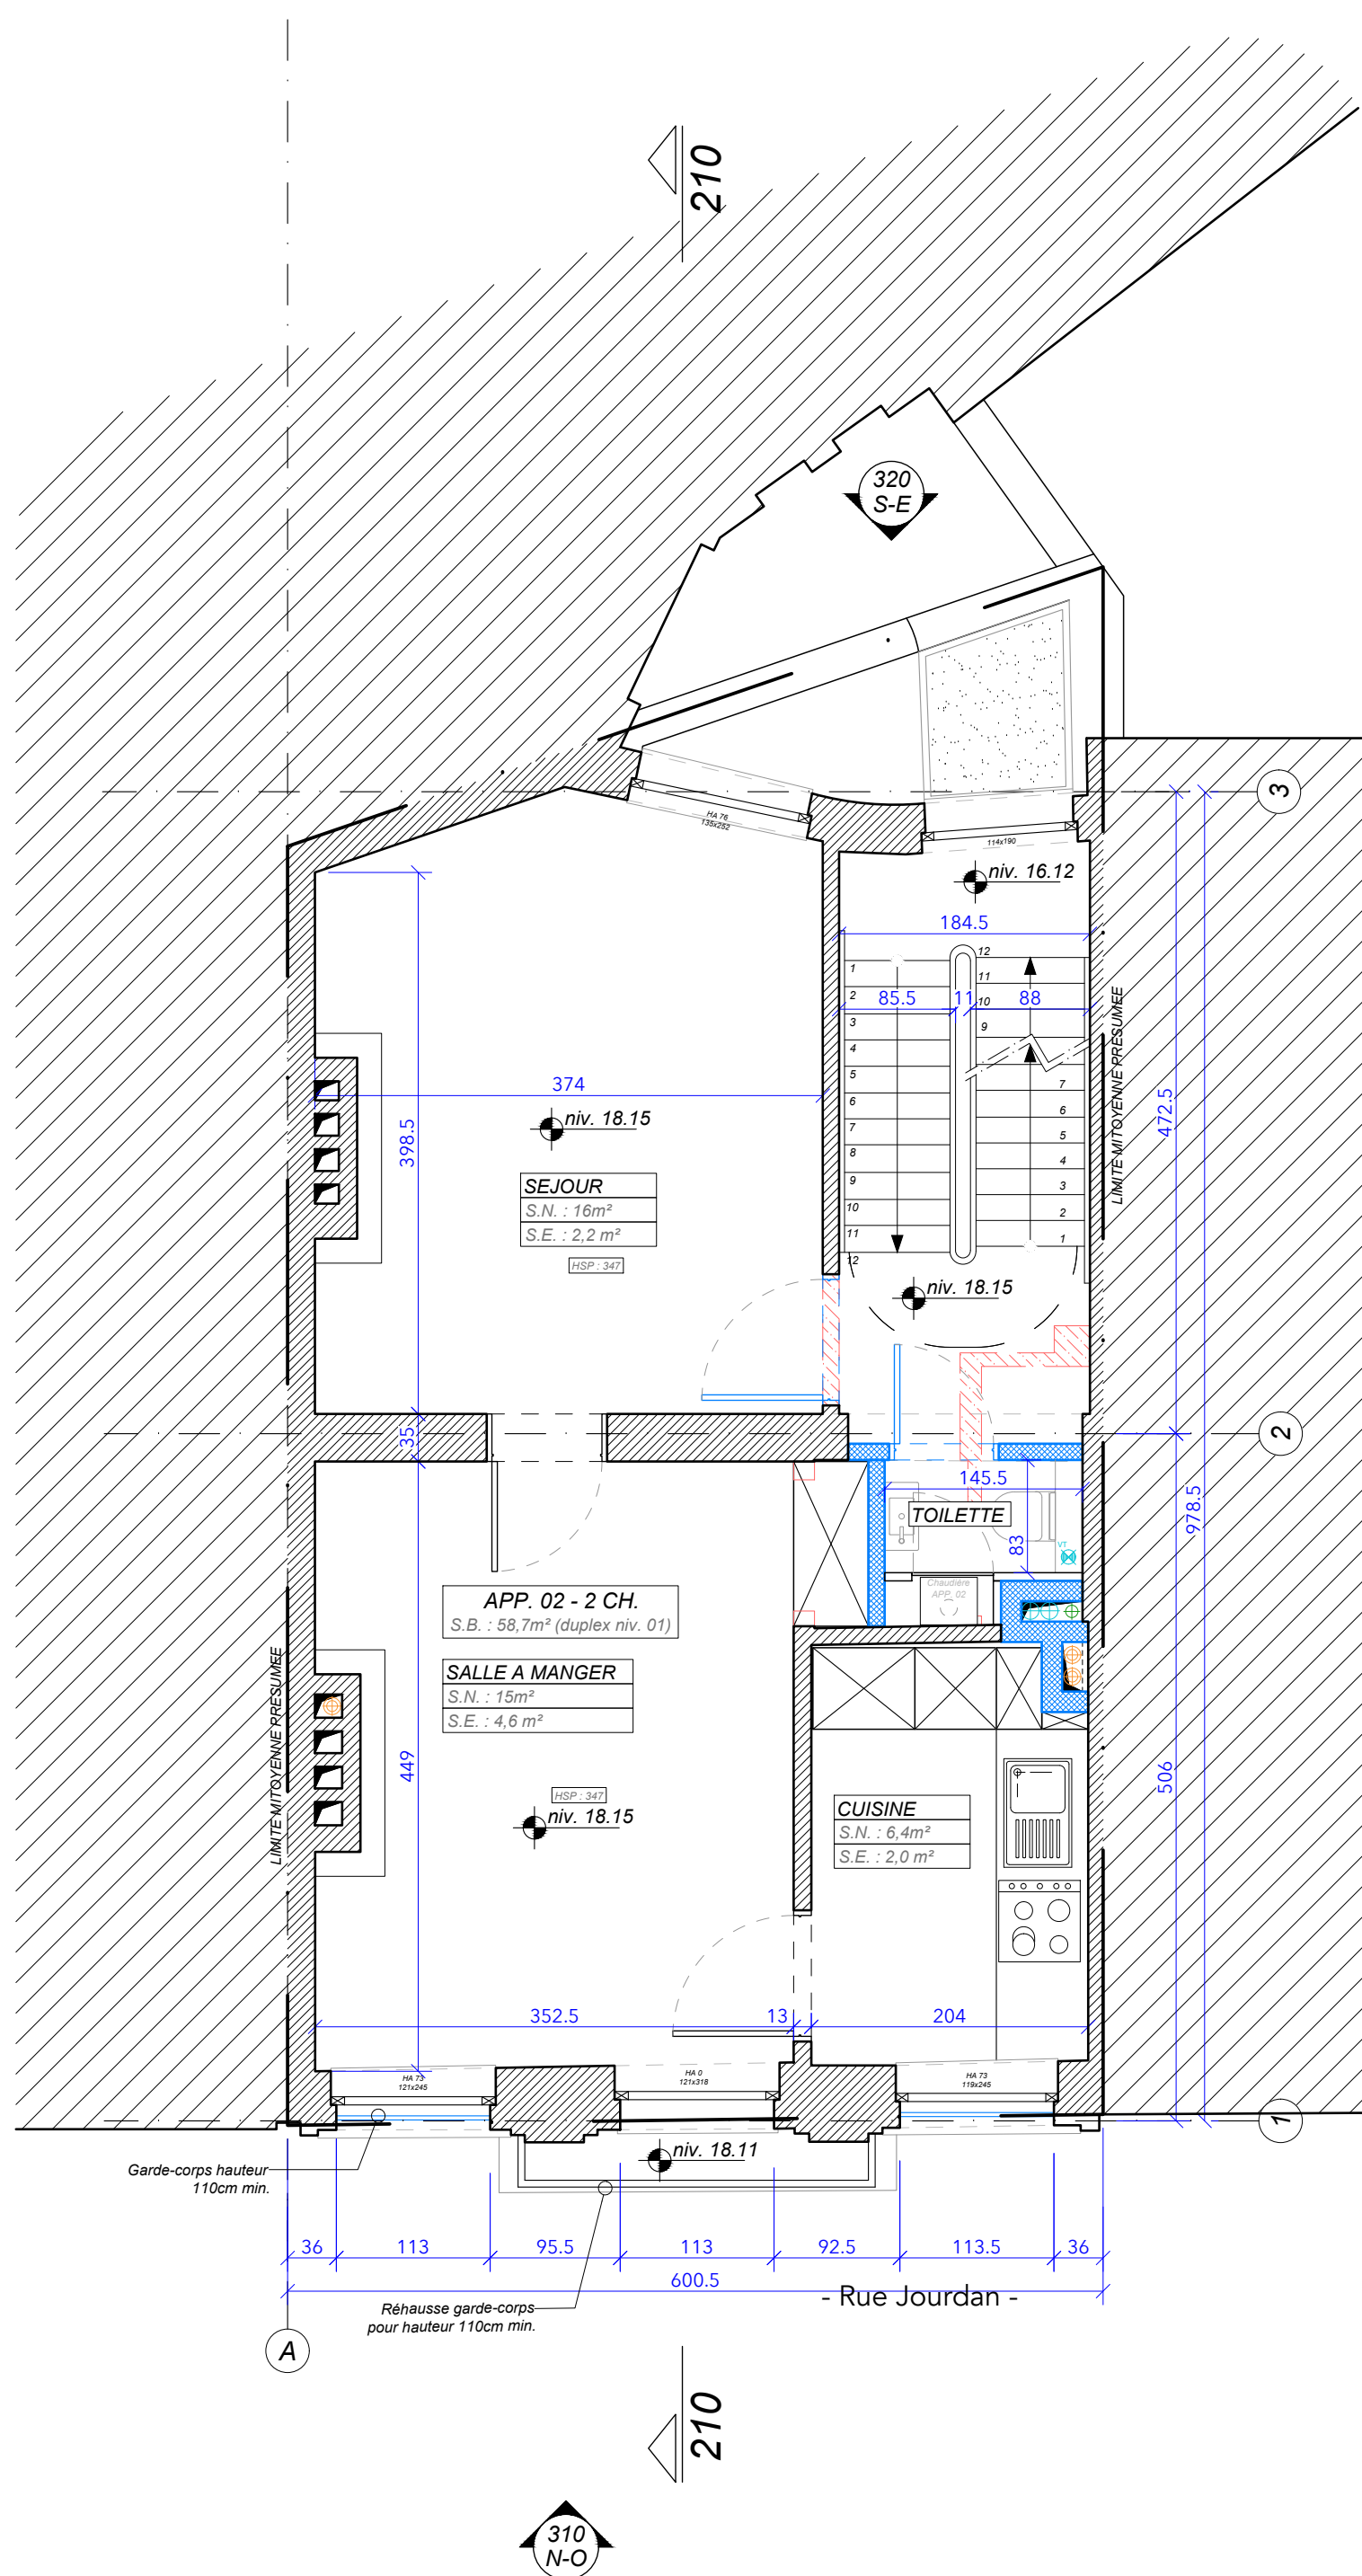 210
320
S-E
3
HA 76
135x252
114x190
niv. 16.12
184.5
12
11
10
9
7
6
5
4
3
2
1
1
2
3
4
5
6
7
8
9
10
11
12
85.5
11
88
LIMITE MITOYENNE PRESUMEE
472.5
374
398.5
niv. 18.15
SEJOUR
S.N. : 16m²
S.E. : 2,2 m²
HSP : 347
niv. 18.15
35
2
978.5
145.5
TOILETTE
83
VT
Chaudière
APP. 02
APP. 02 - 2 CH.
S.B. : 58,7m² (duplex niv. 01)
SALLE A MANGER
S.N. : 15m²
S.E. : 4,6 m²
LIMITE MITOYENNE PRESUMEE
449
506
HSP : 347
niv. 18.15
CUISINE
S.N. : 6,4m²
S.E. : 2,0 m²
352.5
13
204
HA 73
121x245
HA 0
121x318
HA 73
119x245
1
niv. 18.11
Garde-corps hauteur
110cm min.
36
113
95.5
113
92.5
113.5
36
600.5
- Rue Jourdan -
Réhausse garde-corps
pour hauteur 110cm min.
A
210
310
N-O